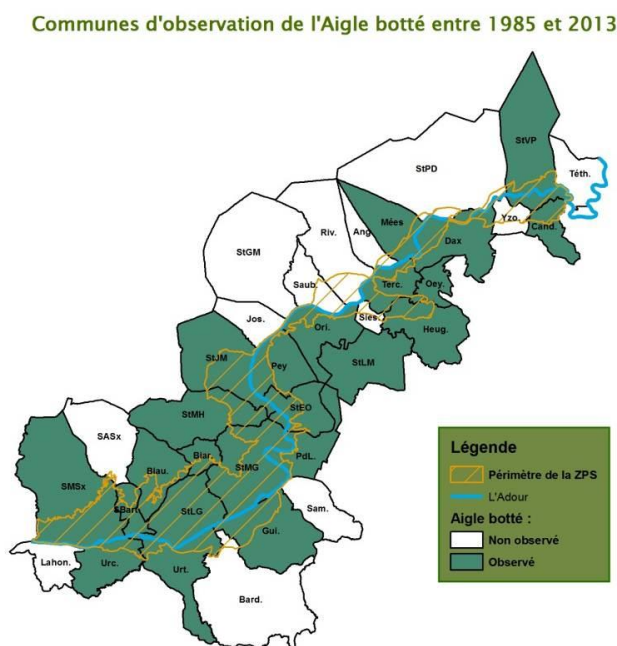 Communes d'observation de l'Aigle botté entre 1985 et 2013
StVP
StPD
Téth.
Yzo.
Cand.
Mées
Ang
Riv.
Dax
StGM
Saub.
Terc.
Oey.
Jos.
Ori.
Sies.
Heug.
StJM
Pey
StLM
StMH
StEO
SASx
Biau.
Biar.
StMG
PdL.
SMSx
StLG
Sam.
Gui.
Lahon.
Urc.
Urt.
Bard.
Légende
Périmètre de la ZPS
L'Adour
Aigle botté :
Non observé
Observé